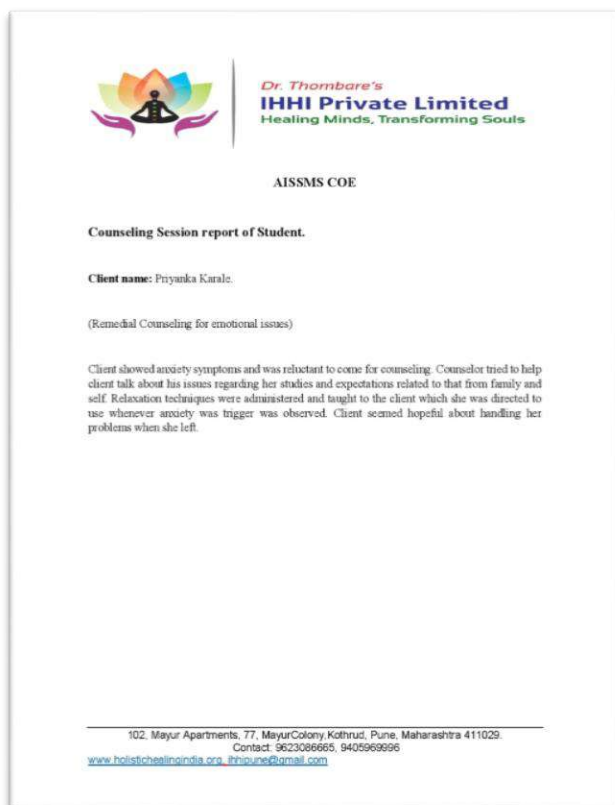 Dr. Thombare's
IHHI Private Limited
Healing Minds, Transforming Souls
AISSMS COE
Counseling Session report of Student.
Client name: Priyanka Karale.
(Remedial Counseling for emotional issues)
Client showed anxiety symptoms and was reluctant to come for counseling. Counselor tried to help
client talk about his issues regarding her studies and expectations related to that from family and
self. Relaxation techniques were administered and taught to the client which she was directed to
use whenever anxiety was trigger was observed. Client seemed hopeful about handling her
problems when she left.
102, Mayur Apartments, 77, MayurColony,Kothrud, Pune, Maharashtra 411029.
Contact: 9623086665, 9405969996
www.holistichealingindia.org, ihhipune@gmail.com